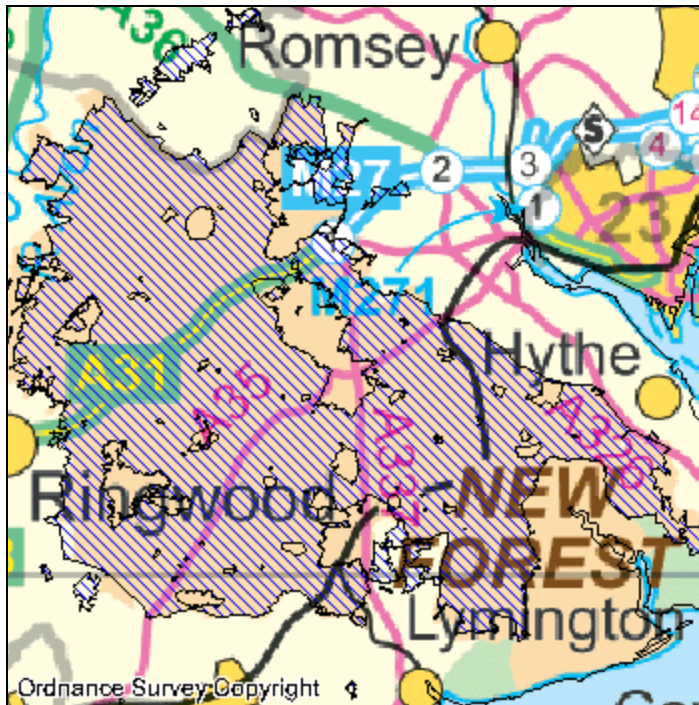 A36
Romsey
14
S
M27
2
3
4
1
23
M271
Hythe
A31
A35
A326
A337
Ringwood
NEW
FOREST
Lymington
Ordnance Survey Copyright